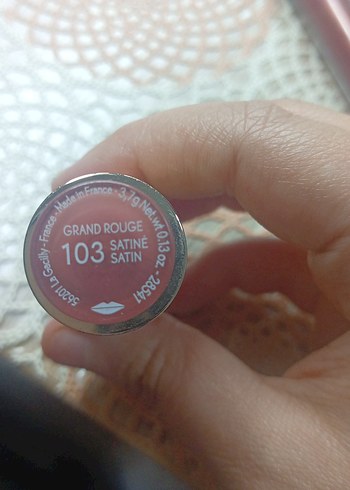 56201 La Gacilly - France - Made in France - 3,7g Net.wt.0.13 oz. - 28541
GRAND ROUGE
103 SATINÉ
SATIN